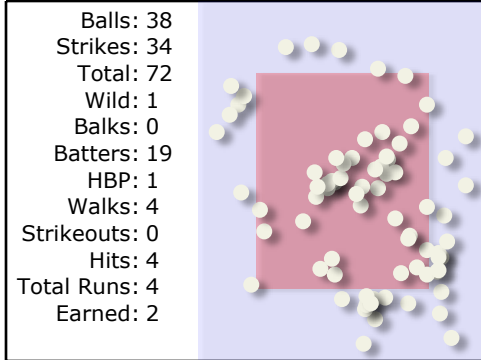 Balls: 38
Strikes: 34
Total: 72
Wild: 1
Balks: 0
Batters: 19
HBP: 1
Walks: 4
Strikeouts: 0
Hits: 4
Total Runs: 4
Earned: 2